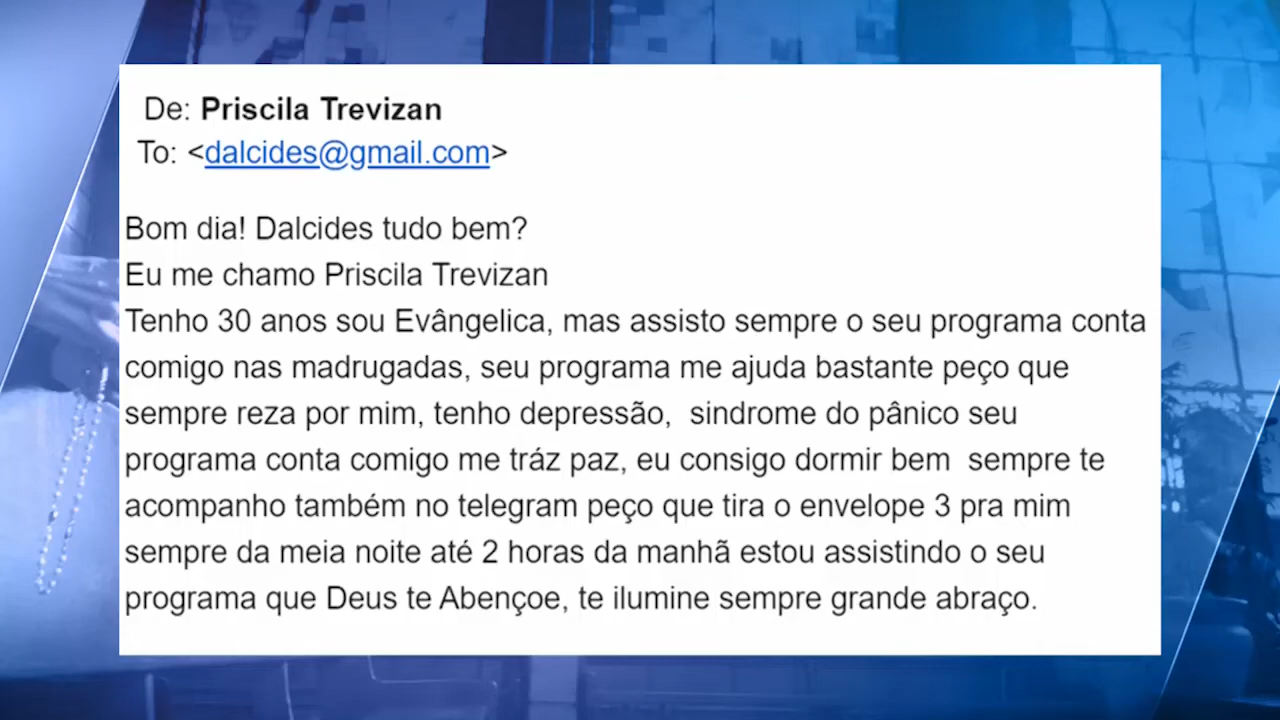 De: Priscila Trevizan
To: <dalcides@gmail.com>
Bom dia! Dalcides tudo bem?
Eu me chamo Priscila Trevizan
Tenho 30 anos sou Evângelica, mas assisto sempre o seu programa conta
comigo nas madrugadas, seu programa me ajuda bastante peço que
sempre reza por mim, tenho depressão,  sindrome do pânico seu
programa conta comigo me tráz paz, eu consigo dormir bem  sempre te
acompanho também no telegram peço que tira o envelope 3 pra mim
sempre da meia noite até 2 horas da manhã estou assistindo o seu
programa que Deus te Abençoe, te ilumine sempre grande abraço.